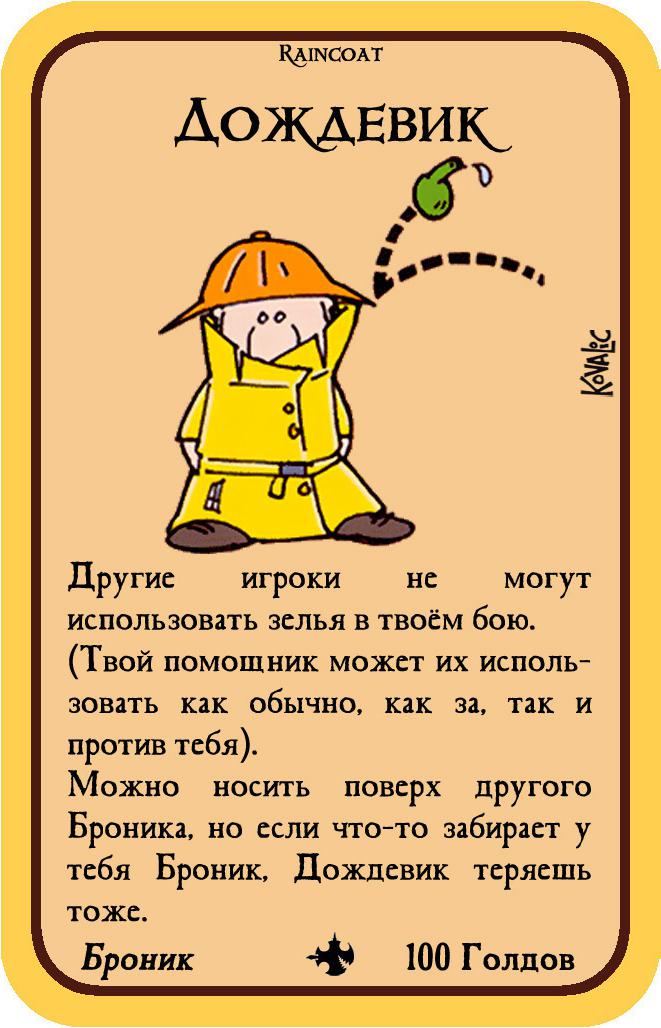 Raincoat
Дождевик
Kovalic
Другие игроки не могут
использовать зелья в твоём бою.
(Твой помощник может их исполь-
зовать как обычно, как за, так и
против тебя).
Можно носить поверх другого
Броника, но если что-то забирает у
тебя Броник, Дождевик теряешь
тоже.
Броник 100 Голдов